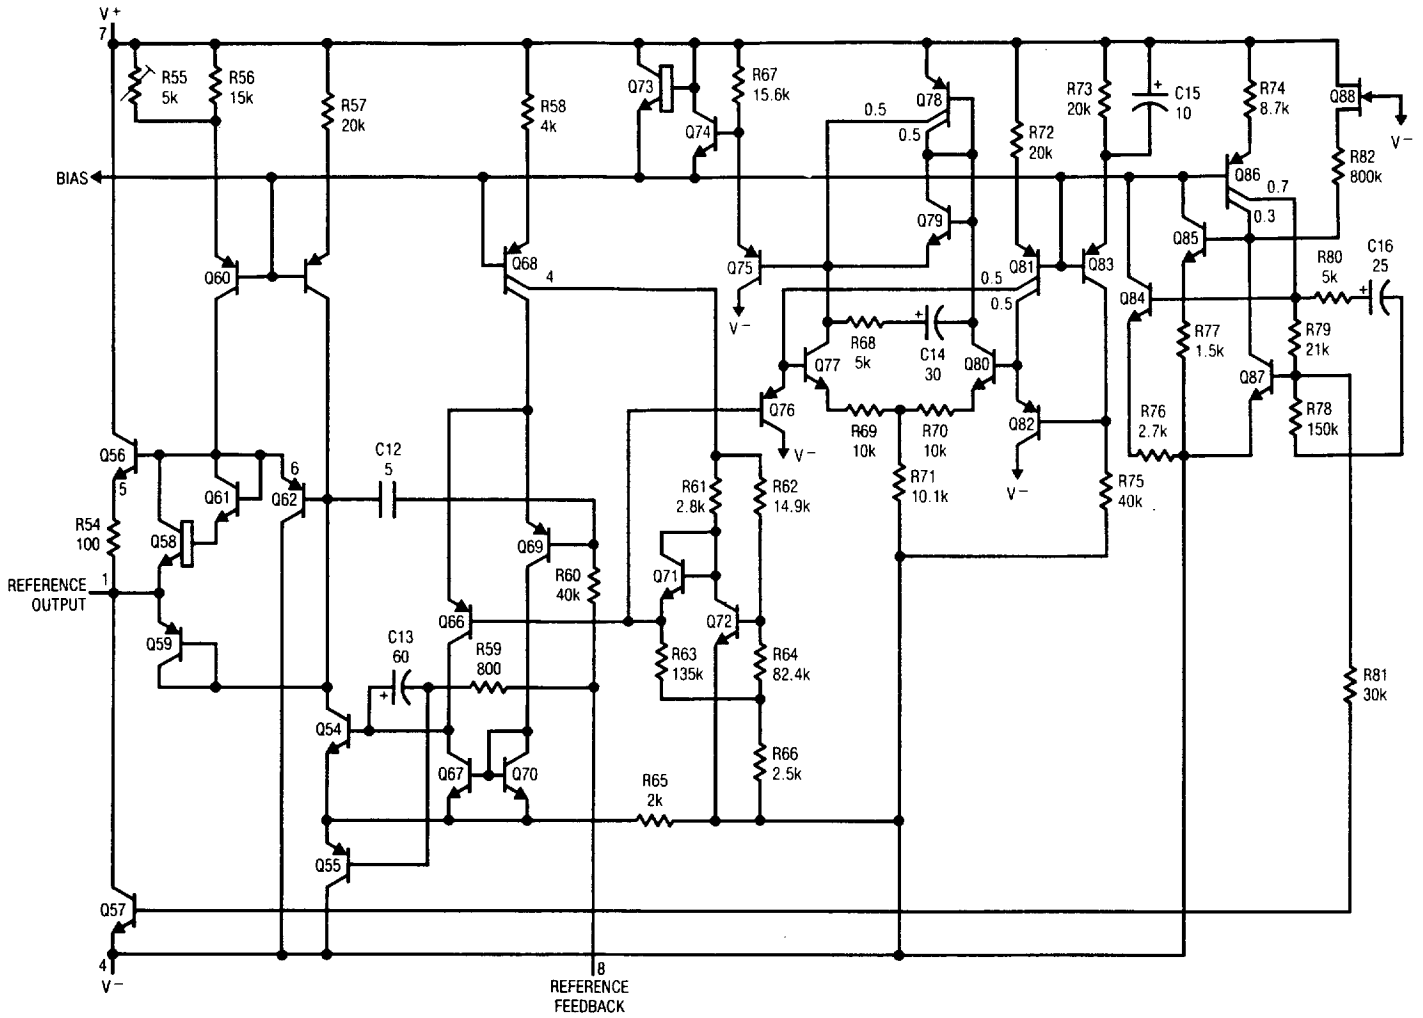 V+
7
R55
5k
R56
15k
R57
20k
R58
4k
Q73
Q74
R67
15.6k
Q78
0.5
0.5
R72
20k
R73
20k
+
C15
10
R74
8.7k
Q88
V−
R82
800k
BIAS
Q86
0.7
0.3
Q60
Q68
4
Q75
V−
Q79
Q81
0.5
0.5
Q83
Q85
Q84
R80
5k
C16
25
+
R68
5k
+
C14
30
Q77
Q80
R77
1.5k
R79
21k
Q87
Q76
V−
R69
10k
R70
10k
Q82
V−
R76
2.7k
R78
150k
Q56
5
6
Q61
Q62
C12
5
R61
2.8k
R62
14.9k
R71
10.1k
R75
40k
R54
100
Q58
Q69
R60
40k
Q71
REFERENCE
OUTPUT
1
Q59
Q66
Q72
C13
60
+
R59
800
R63
135k
R64
82.4k
R81
30k
Q54
Q67
Q70
R65
2k
R66
2.5k
Q55
Q57
4
V−
8
REFERENCE
FEEDBACK